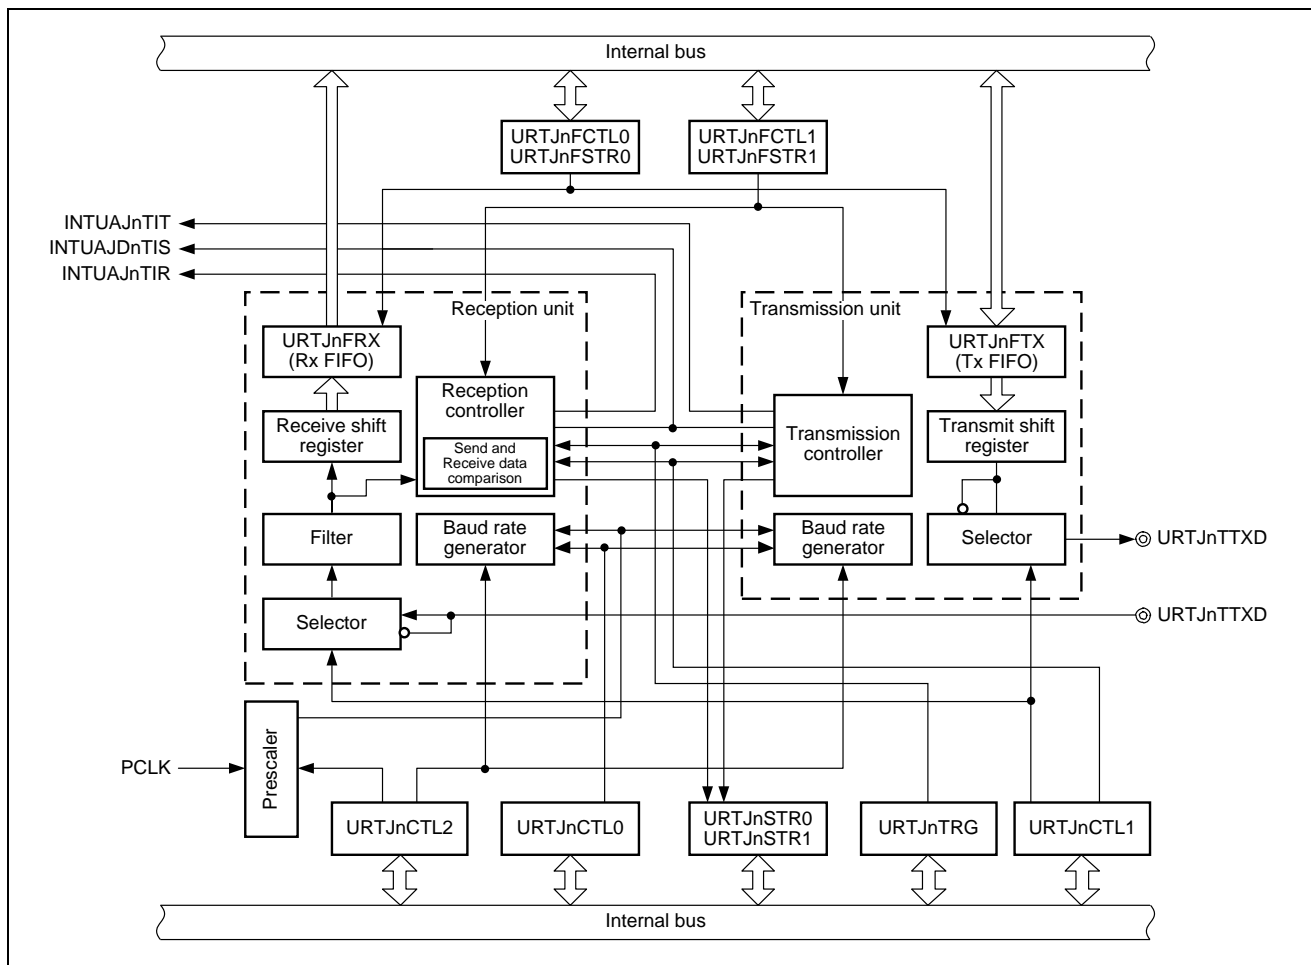 Internal bus
URTJnFCTL0
URTJnFSTR0
URTJnFCTL1
URTJnFSTR1
INTUAJnTIT
INTUAJDnTIS
INTUAJnTIR
Reception unit
Transmission unit
URTJnFRX
(Rx FIFO)
URTJnFTX
(Tx FIFO)
Reception
controller
Receive shift
register
Send and
Receive data
comparison
Transmission
controller
Transmit shift
register
Filter
Baud rate
generator
Baud rate
generator
Selector
URTJnTTXD
Selector
URTJnTTXD
Prescaler
PCLK
URTJnCTL2
URTJnCTL0
URTJnSTR0
URTJnSTR1
URTJnTRG
URTJnCTL1
Internal bus